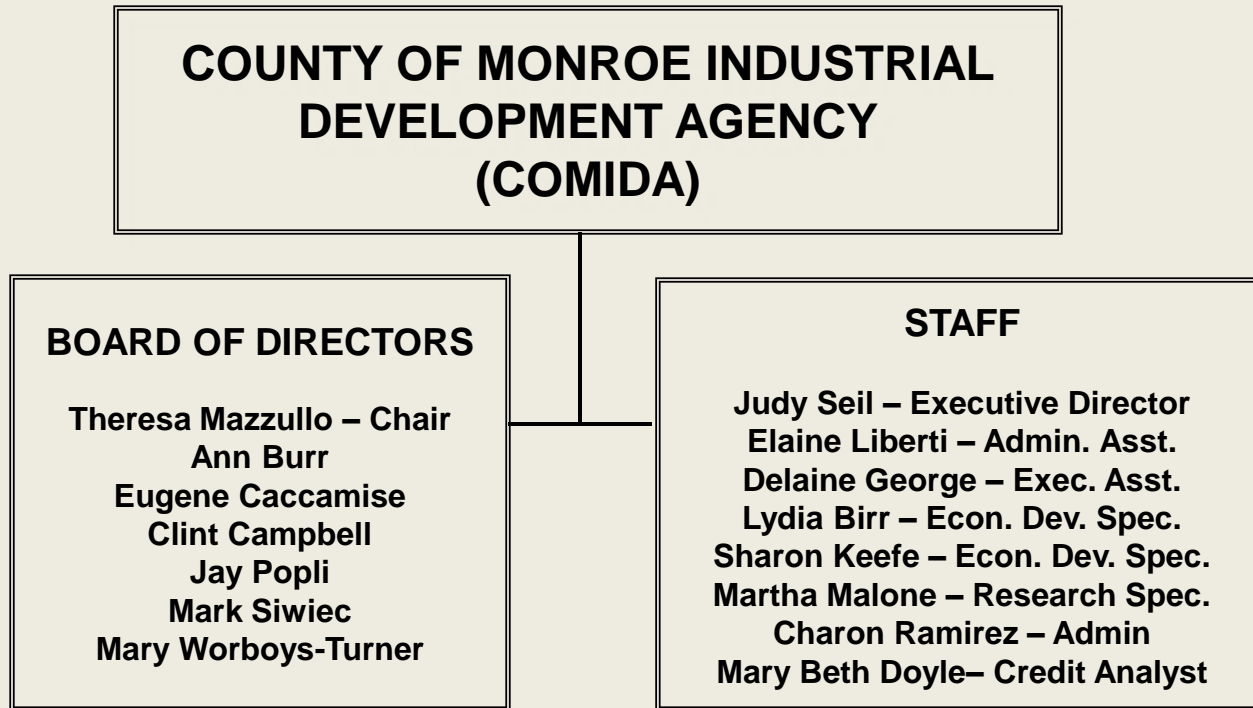 COUNTY OF MONROE INDUSTRIAL
DEVELOPMENT AGENCY
(COMIDA)
BOARD OF DIRECTORS
Theresa Mazzullo – Chair
Ann Burr
Eugene Caccamise
Clint Campbell
Jay Popli
Mark Siwiec
Mary Worboys-Turner
STAFF
Judy Seil – Executive Director
Elaine Liberti – Admin. Asst.
Delaine George – Exec. Asst.
Lydia Birr – Econ. Dev. Spec.
Sharon Keefe – Econ. Dev. Spec.
Martha Malone – Research Spec.
Charon Ramirez – Admin
Mary Beth Doyle– Credit Analyst